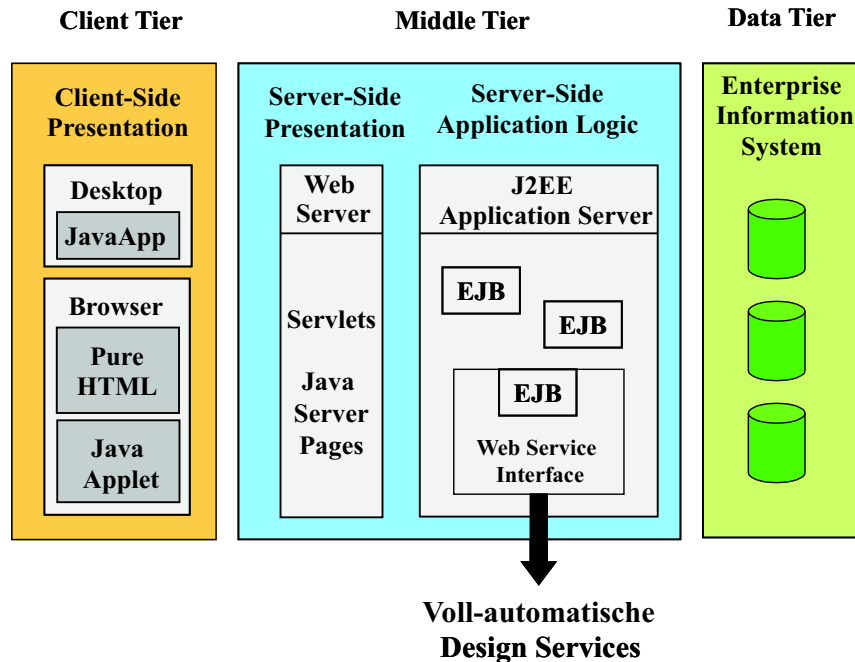 Client Tier
Middle Tier
Data Tier
Client-Side
Presentation
Desktop
JavaApp
Browser
Pure
HTML
Java
Applet
Server-Side
Presentation
Web
Server
Servlets
Java
Server
Pages
Server-Side
Application Logic
J2EE
Application Server
EJB
EJB
EJB
Web Service
Interface
Enterprise
Information
System
Voll-automatische
Design Services